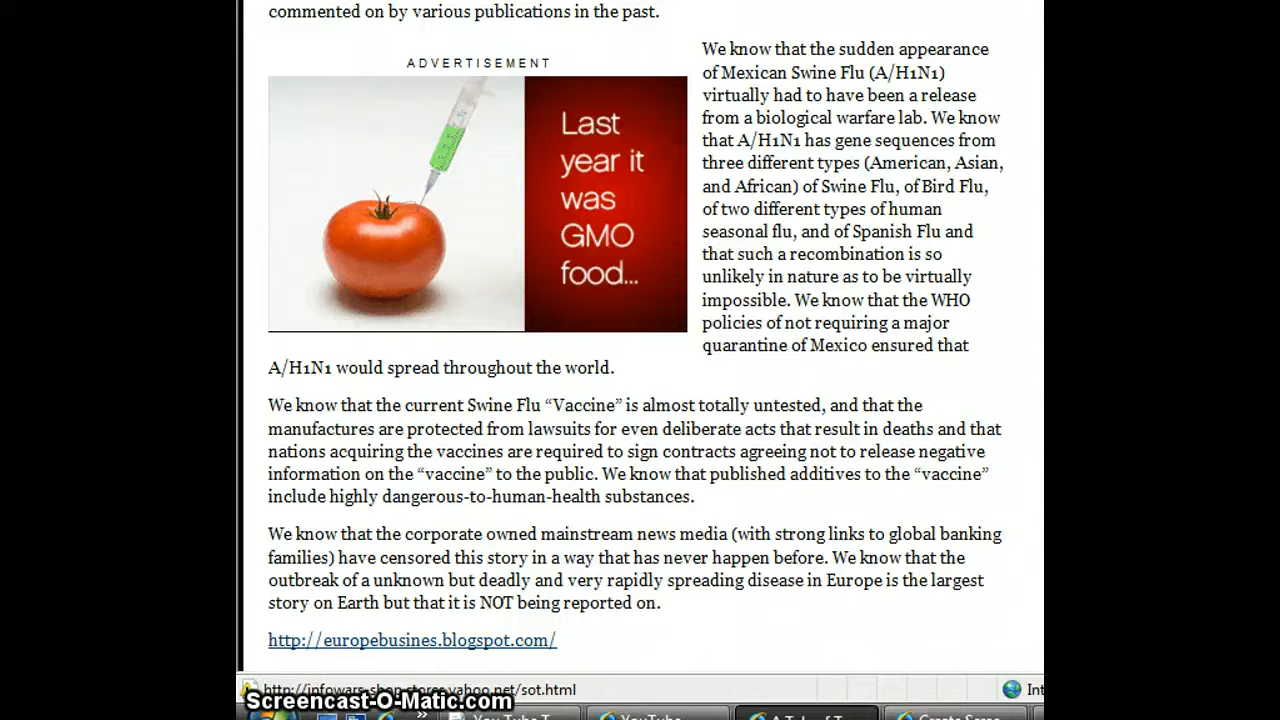 commented on by various publications in the past.
ADVERTISEMENT
Last
year it
was
GMO
food...
We know that the sudden appearance
of Mexican Swine Flu (A/H1N1)
virtually had to have been a release
from a biological warfare lab. We know
that A/H1N1 has gene sequences from
three different types (American, Asian,
and African) of Swine Flu, of Bird Flu,
of two different types of human
seasonal flu, and of Spanish Flu and
that such a recombination is so
unlikely in nature as to be virtually
impossible. We know that the WHO
policies of not requiring a major
quarantine of Mexico ensured that
A/H1N1 would spread throughout the world.
We know that the current Swine Flu “Vaccine” is almost totally untested, and that the
manufactures are protected from lawsuits for even deliberate acts that result in deaths and that
nations acquiring the vaccines are required to sign contracts agreeing not to release negative
information on the “vaccine” to the public. We know that published additives to the “vaccine”
include highly dangerous-to-human-health substances.
We know that the corporate owned mainstream news media (with strong links to global banking
families) have censored this story in a way that has never happen before. We know that the
outbreak of a unknown but deadly and very rapidly spreading disease in Europe is the largest
story on Earth but that it is NOT being reported on.
http://europebusines.blogspot.com/
http://infowars-shop.stores.yahoo.net/sot.html
Int
Screencast-O-Matic.com
YouTube